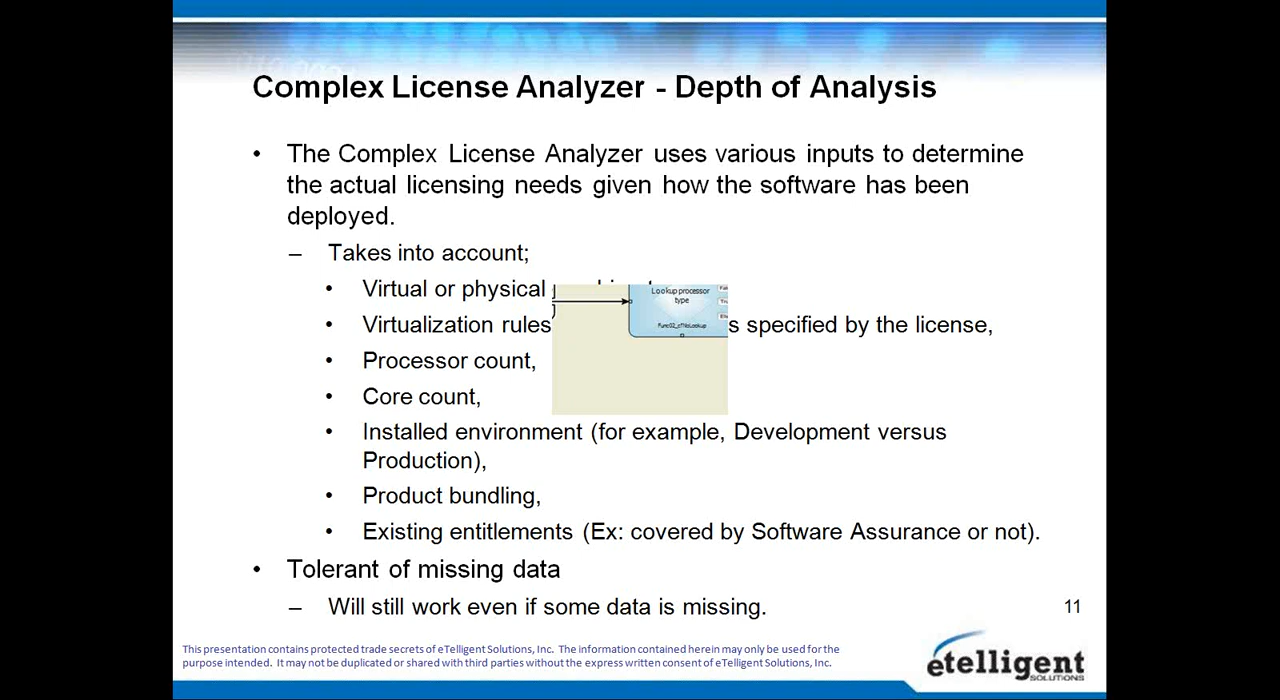 Complex License Analyzer - Depth of Analysis
• The Complex License Analyzer uses various inputs to determine
the actual licensing needs given how the software has been
deployed.
– Takes into account;
• Virtual or physical
• Virtualization rules s specified by the license,
• Processor count,
• Core count,
• Installed environment (for example, Development versus
Production),
• Product bundling,
• Existing entitlements (Ex: covered by Software Assurance or not).
• Tolerant of missing data
– Will still work even if some data is missing.
Lookup processor
type
11
This presentation contains protected trade secrets of eTelligent Solutions, Inc. The information contained herein may only be used for the
purpose intended. It may not be duplicated or shared with third parties without the express written consent of eTelligent Solutions, Inc.
etelligent
SOLUTIONS